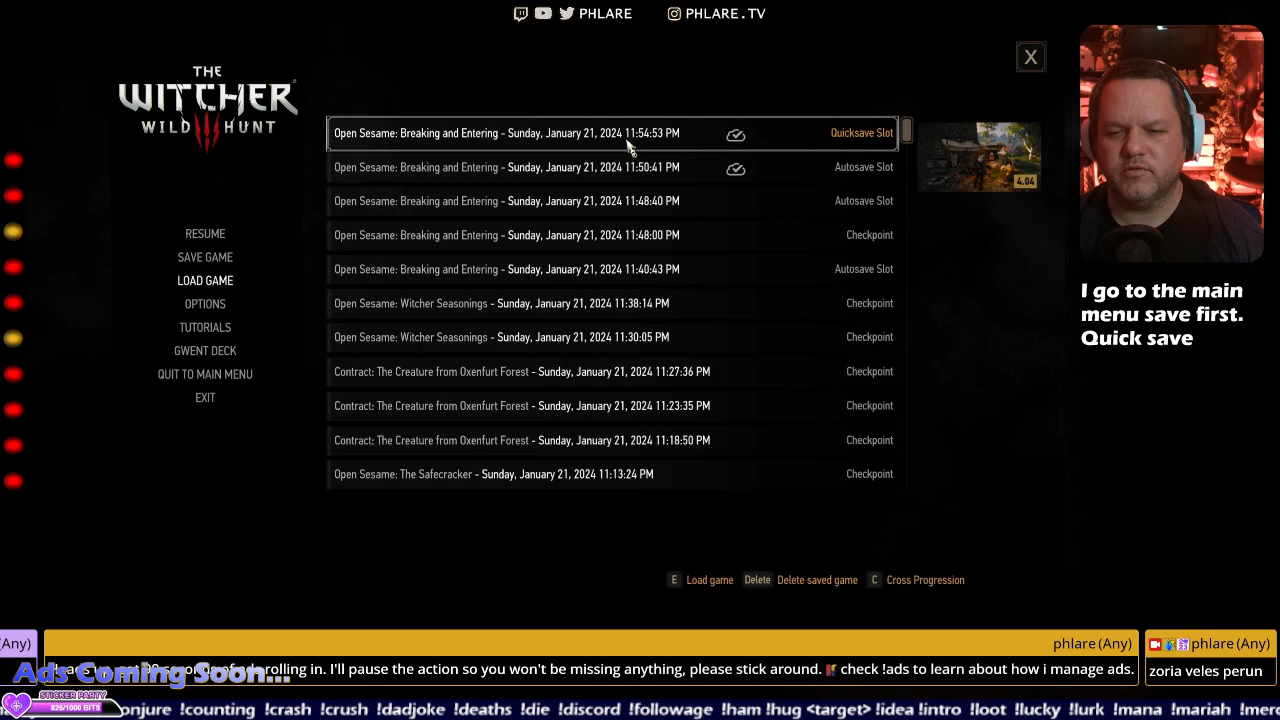 PHLARE
PHLARE.TV
THE
WITCHER
WILD HUNT
X
RESUME
SAVE GAME
LOAD GAME
OPTIONS
TUTORIALS
GWENT DECK
QUIT TO MAIN MENU
EXIT
Open Sesame: Breaking and Entering - Sunday, January 21, 2024 11:54:53 PM Quicksave Slot
Open Sesame: Breaking and Entering - Sunday, January 21, 2024 11:50:41 PM Autosave Slot
Open Sesame: Breaking and Entering - Sunday, January 21, 2024 11:48:40 PM Autosave Slot
Open Sesame: Breaking and Entering - Sunday, January 21, 2024 11:48:00 PM Checkpoint
Open Sesame: Breaking and Entering - Sunday, January 21, 2024 11:40:43 PM Autosave Slot
Open Sesame: Witcher Seasonings - Sunday, January 21, 2024 11:38:14 PM Checkpoint
Open Sesame: Witcher Seasonings - Sunday, January 21, 2024 11:30:05 PM Checkpoint
Contract: The Creature from Oxenfurt Forest - Sunday, January 21, 2024 11:27:36 PM Checkpoint
Contract: The Creature from Oxenfurt Forest - Sunday, January 21, 2024 11:23:35 PM Checkpoint
Contract: The Creature from Oxenfurt Forest - Sunday, January 21, 2024 11:18:50 PM Checkpoint
Open Sesame: The Safecracker - Sunday, January 21, 2024 11:13:24 PM Checkpoint
4.04
I go to the main
menu save first.
Quick save
E Load game Delete Delete saved game C Cross Progression
(Any)
phlare (Any)
phlare (Any)
rolling in. I'll pause the action so you won't be missing anything, please stick around. check !ads to learn about how i manage ads.
zoria veles perun
Ads Coming Soon...
STICKER PARTY
825/1000 BITS
onjure !counting !crash !crush !dadjoke !deaths !die !discord !followage !ham !hug <target> !idea !intro !loot !lucky !lurk !mana !mariah !merc